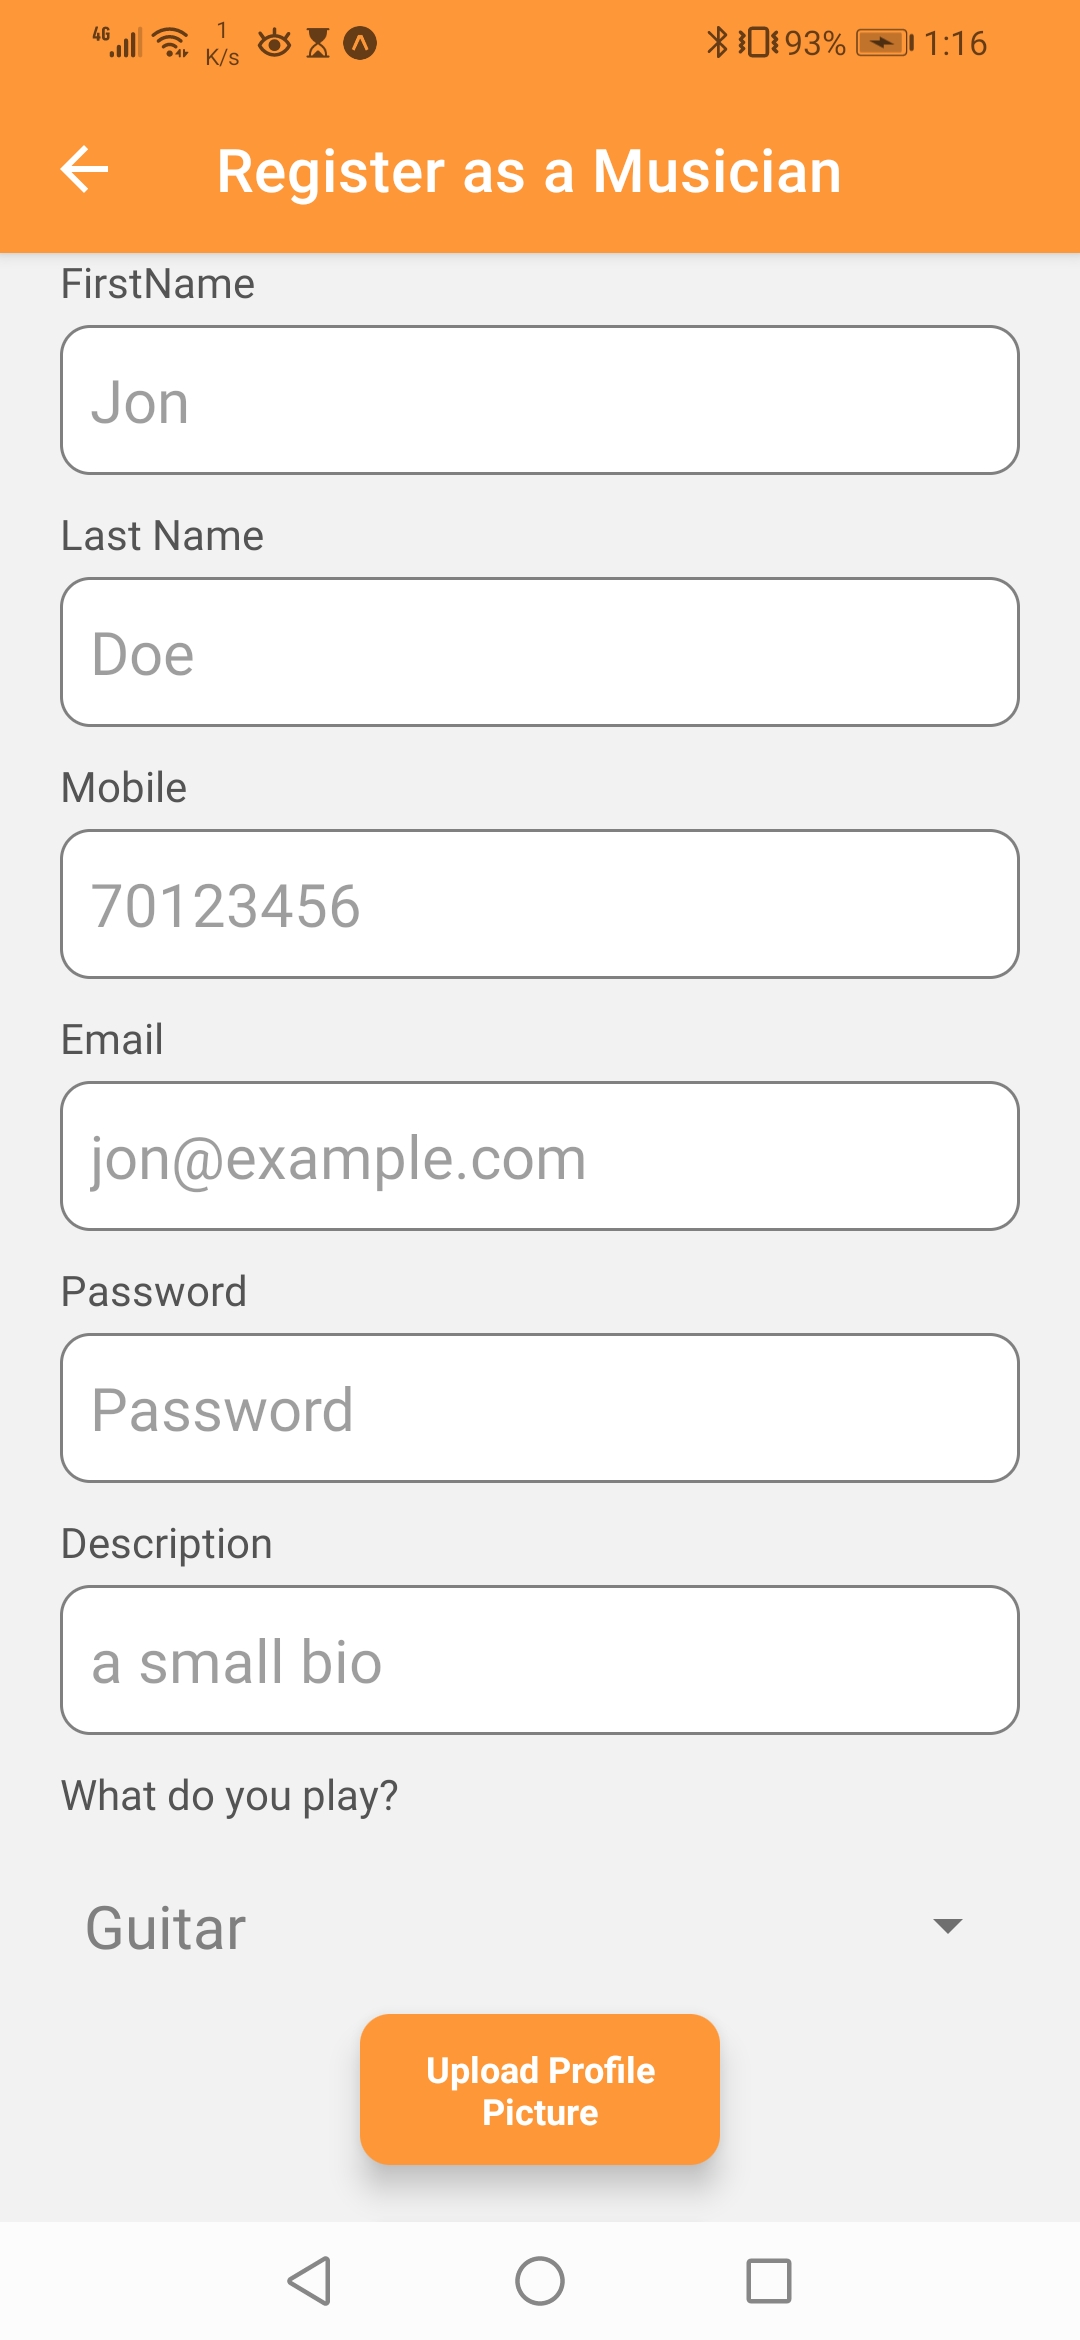 4G 1 K/s 93% 1:16
Register as a Musician
FirstName
Jon
Last Name
Doe
Mobile
70123456
Email
jon@example.com
Password
Password
Description
a small bio
What do you play?
Guitar
Upload Profile
Picture